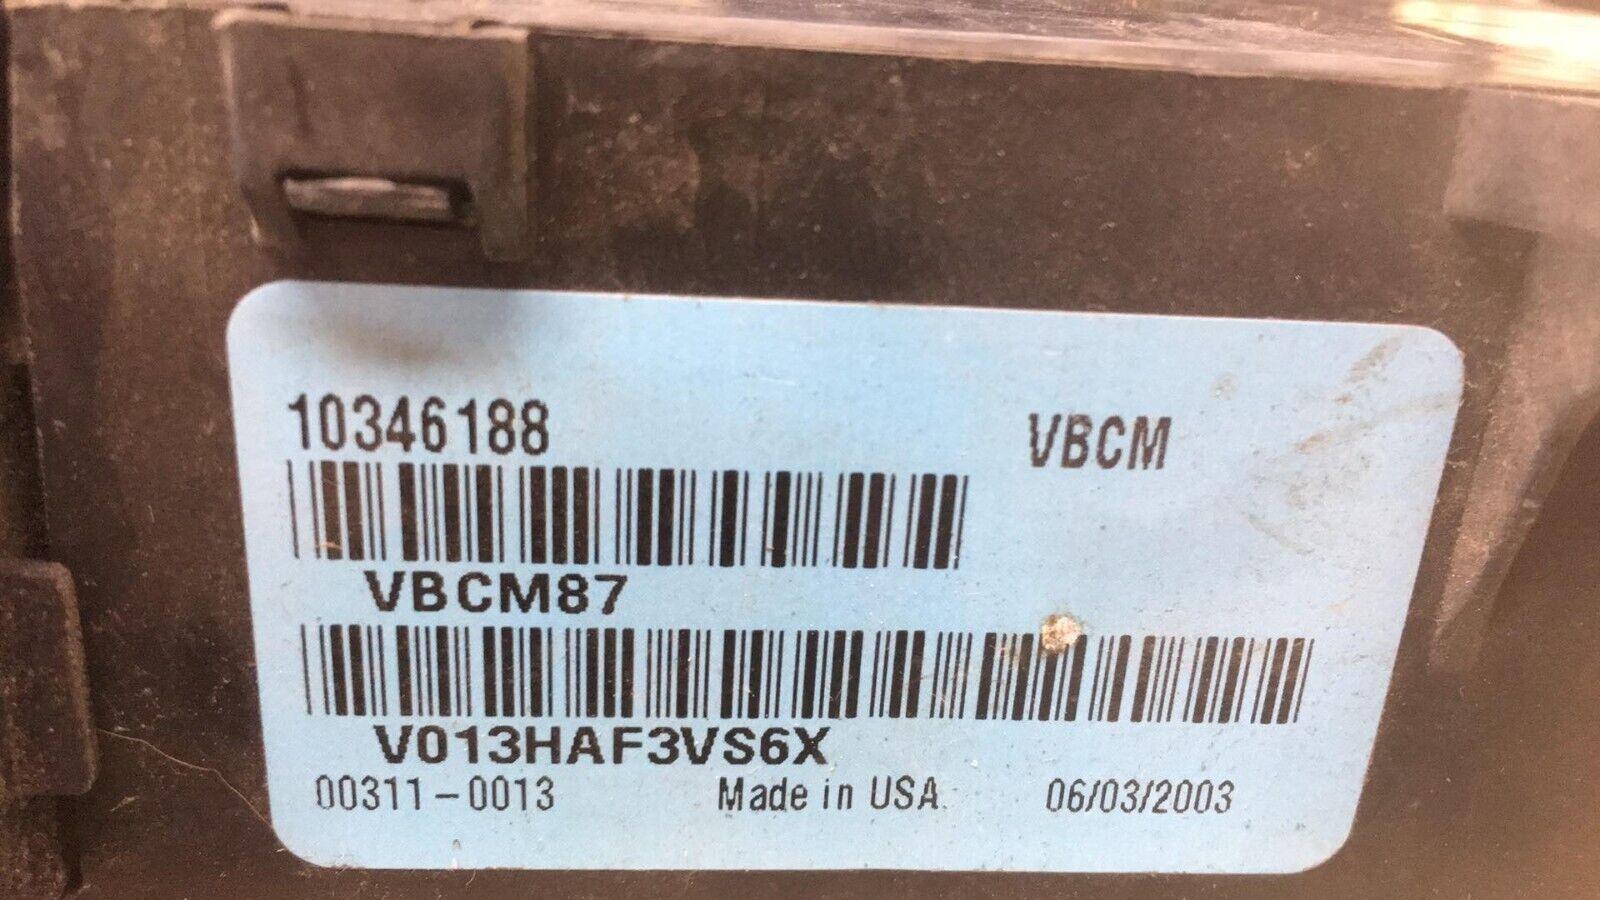 10346188
VBCM
VBCM87
V013HAF3VS6X
00311-0013 Made in USA 06/03/2003